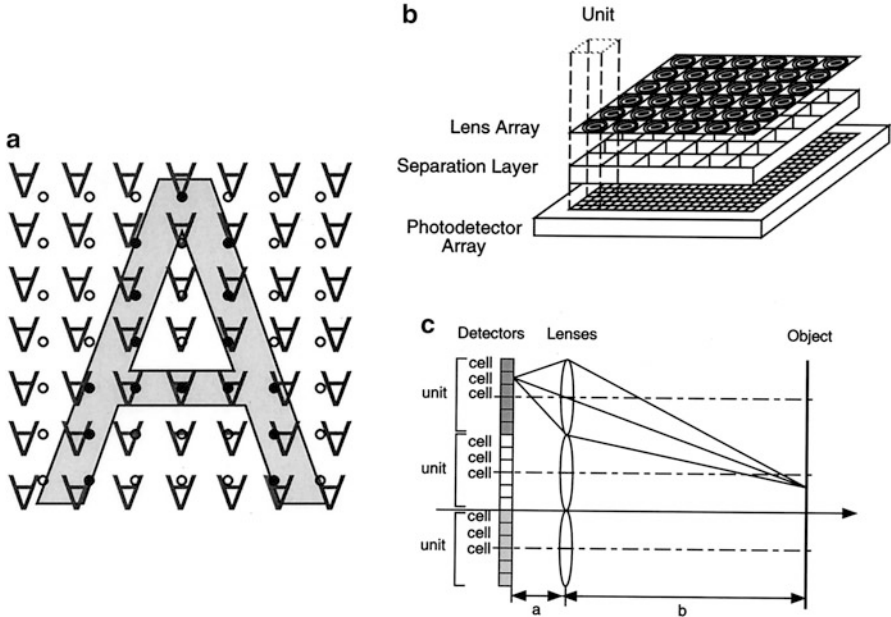 a
A
b
Unit
Lens Array
Separation Layer
Photodetector
Array
c
Detectors Lenses Object
cell
cell
cell
unit
cell
cell
cell
unit
cell
cell
cell
unit
a b